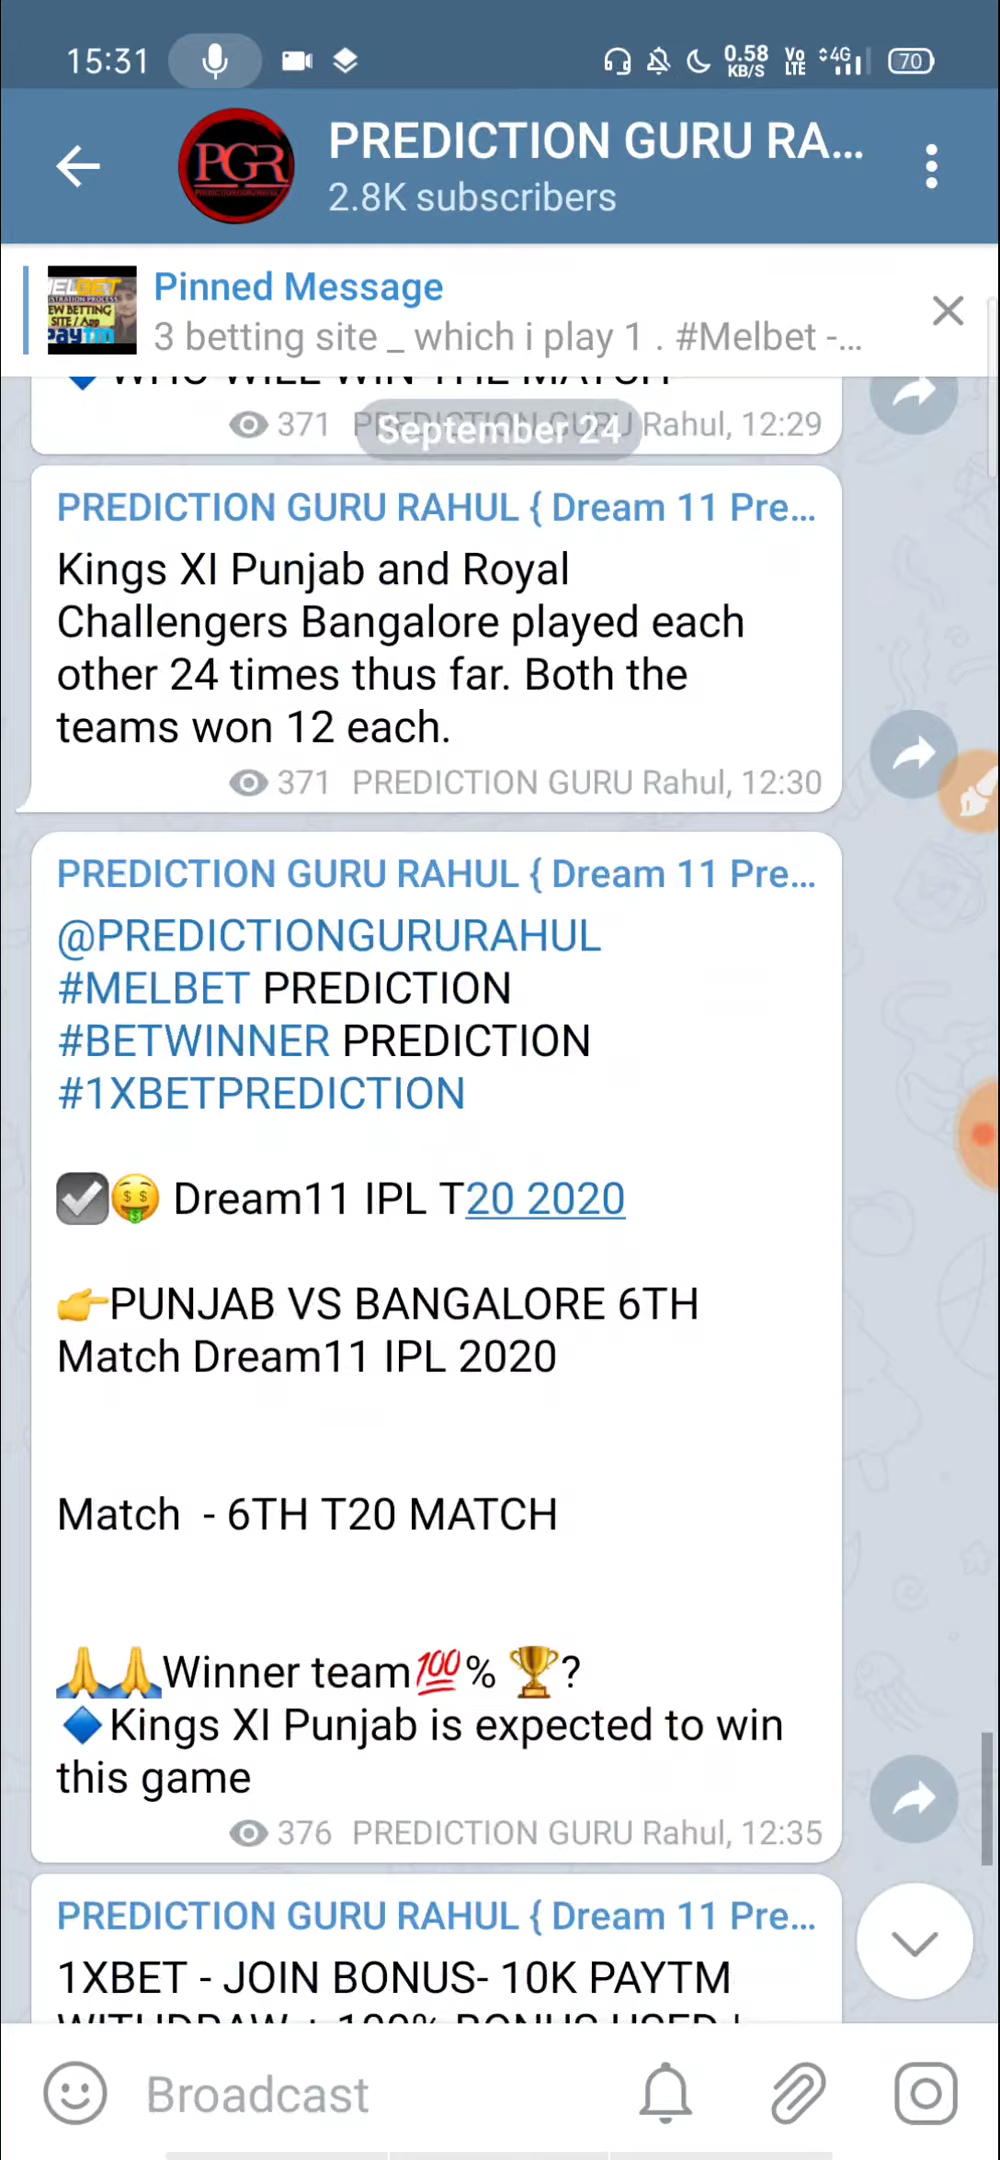 15:31
0.58
KB/S
Vo
LTE
4G
70
PGR
PREDICTION GURU RA...
2.8K subscribers
Pinned Message
3 betting site _ which i play 1 . #Melbet -...
WHO WILL WIN THE MATCH
371 PREDICTION GURU Rahul, 12:29
September 24
PREDICTION GURU RAHUL { Dream 11 Pre...
Kings XI Punjab and Royal
Challengers Bangalore played each
other 24 times thus far. Both the
teams won 12 each.
371 PREDICTION GURU Rahul, 12:30
PREDICTION GURU RAHUL { Dream 11 Pre...
@PREDICTIONGURURAHUL
#MELBET PREDICTION
#BETWINNER PREDICTION
#1XBETPREDICTION
☑️🤑 Dream11 IPL T20 2020
👉PUNJAB VS BANGALORE 6TH
Match Dream11 IPL 2020
Match - 6TH T20 MATCH
🙏🙏Winner team💯% 🏆?
🔷Kings XI Punjab is expected to win
this game
376 PREDICTION GURU Rahul, 12:35
PREDICTION GURU RAHUL { Dream 11 Pre...
1XBET - JOIN BONUS- 10K PAYTM
WITHDRAW + 100% BONUS USED |
Broadcast